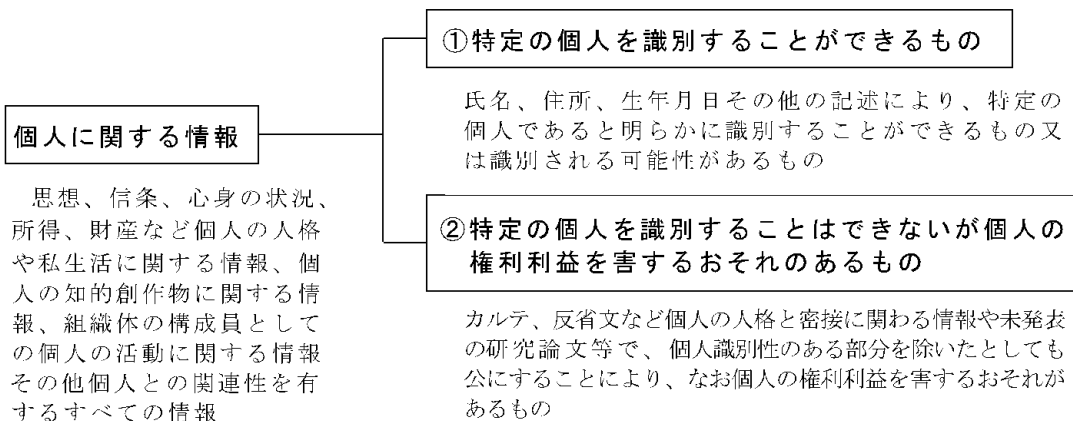 ①特定の個人を識別することができるもの
氏名、住所、生年月日その他の記述により、特定の
個人であると明らかに識別することができるもの又
は識別される可能性があるもの
個人に関する情報
思想、信条、心身の状況、
所得、財産など個人の人格
や私生活に関する情報、個
人の知的創作物に関する情
報、組織体の構成員として
の個人の活動に関する情報
その他個人との関連性を有
するすべての情報
②特定の個人を識別することはできないが個人の
権利利益を害するおそれのあるもの
カルテ、反省文など個人の人格と密接に関わる情報や未発表
の研究論文等で、個人識別性のある部分を除いたとしても
公にすることにより、なお個人の権利利益を害するおそれが
あるもの